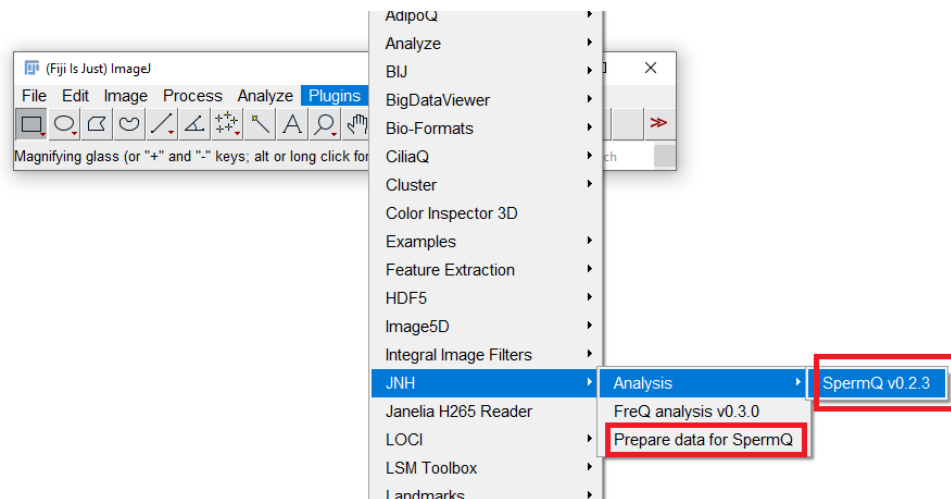 AdipoQ
Analyze
(Fiji Is Just) ImageJ
BIJ
File Edit Image Process Analyze Plugins
BigDataViewer
Bio-Formats
Magnifying glass (or "+" and "-" keys; alt or long click for
ch
CiliaQ
Cluster
Color Inspector 3D
Examples
Feature Extraction
HDF5
Image5D
Integral Image Filters
JNH
Analysis
SpermQ v0.2.3
Janelia H265 Reader
FreQ analysis v0.3.0
LOCI
Prepare data for SpermQ
LSM Toolbox
Landmarks